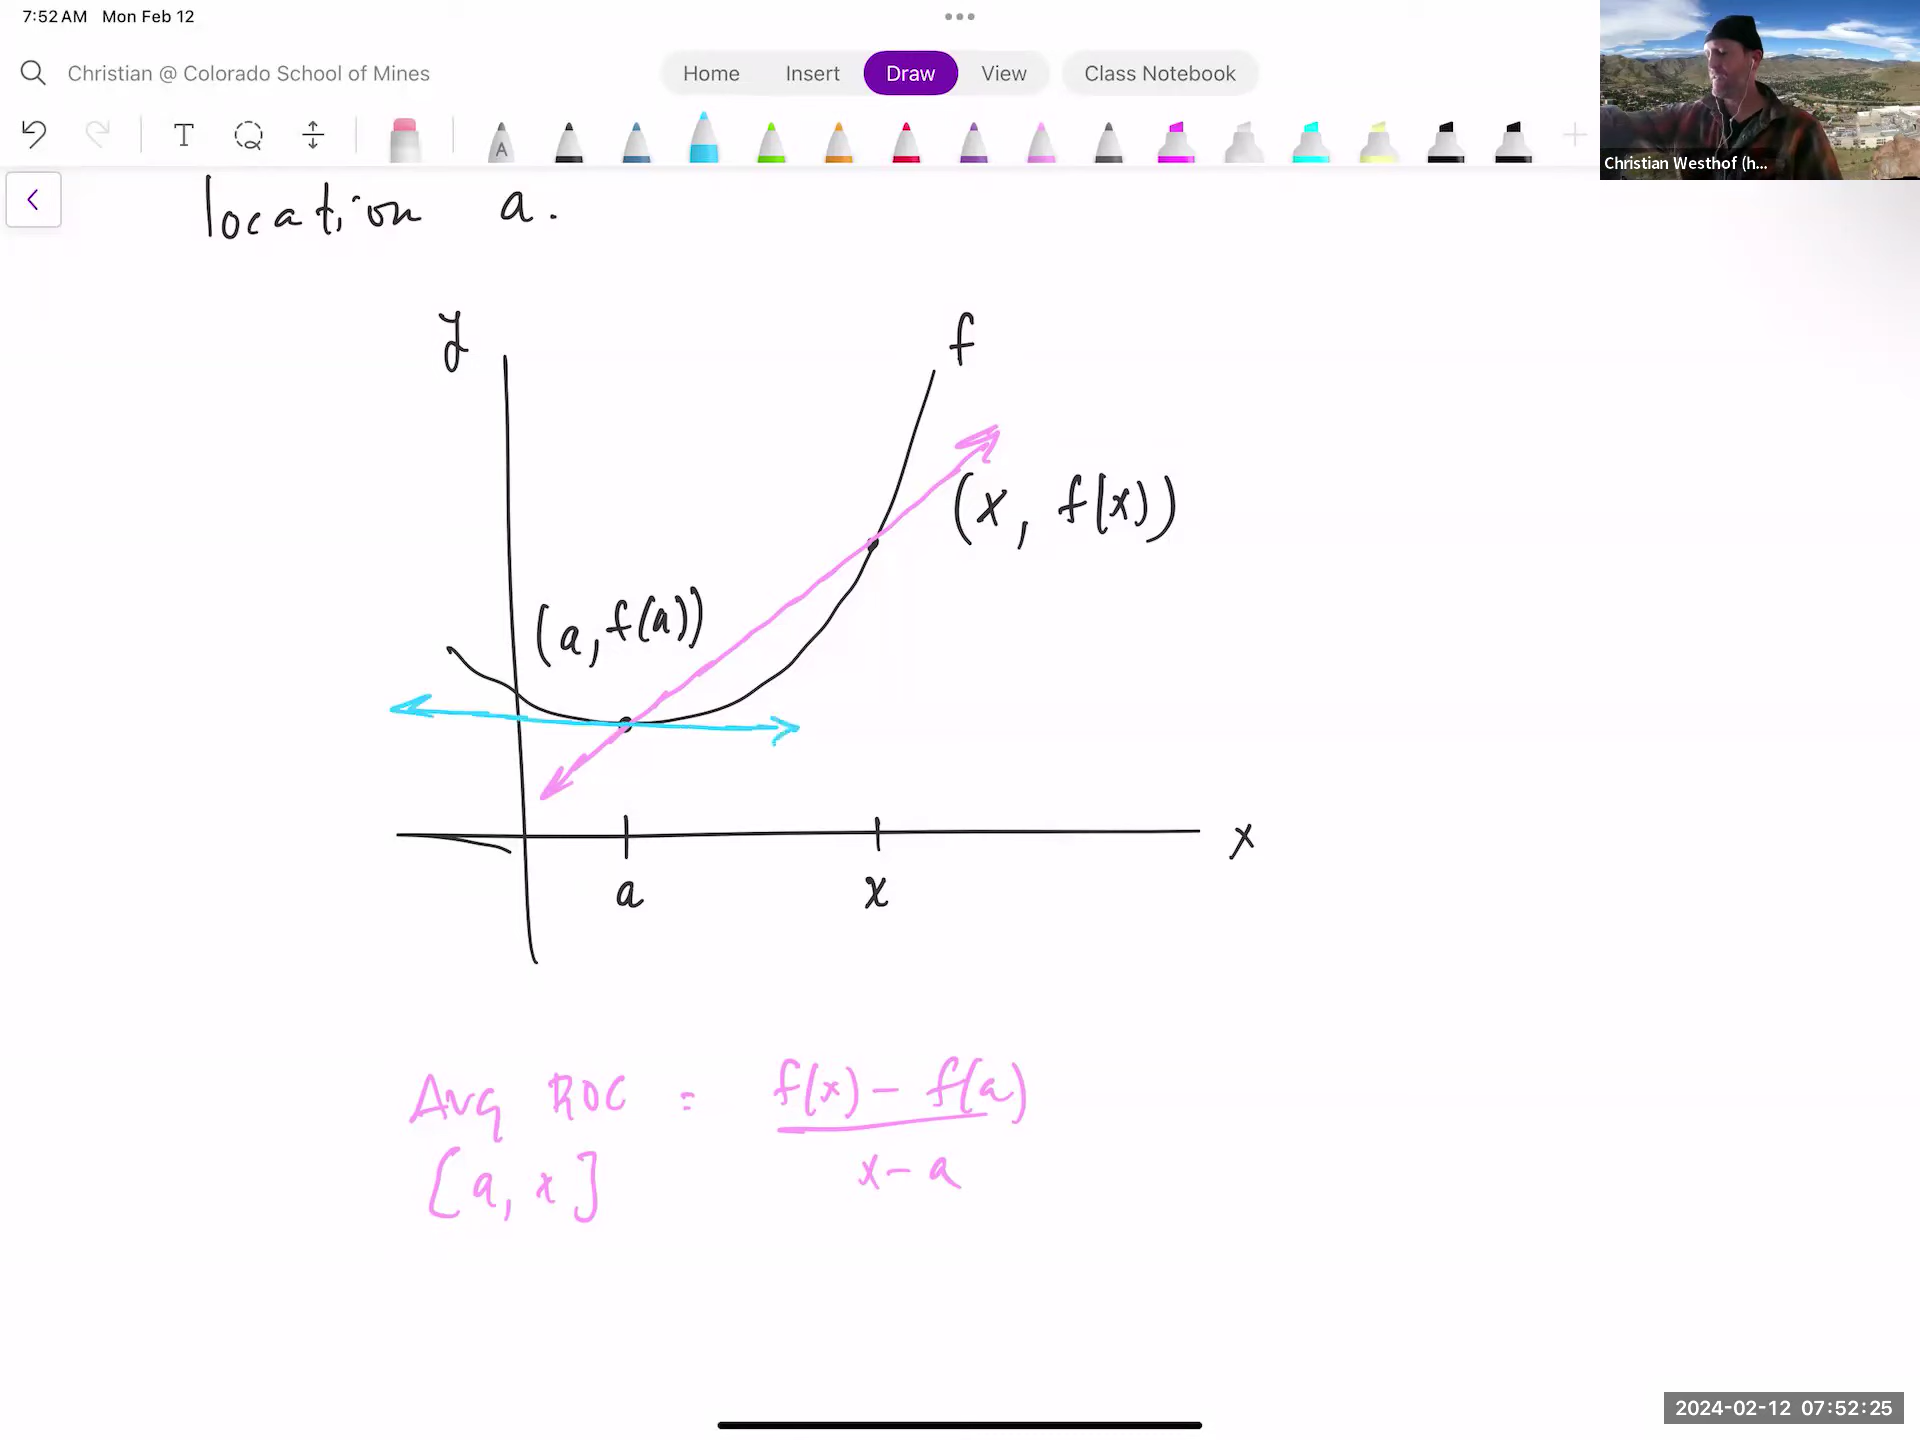 7:52 AM Mon Feb 12
Christian @ Colorado School of Mines
Home Insert Draw View Class Notebook
T
A
Christian Westhof (h...
location a.
y
f
(x, f(x))
(a, f(a))
x
a x
Avg ROC = f(x) - f(a)
x - a
[a, x]
2024-02-12 07:52:25